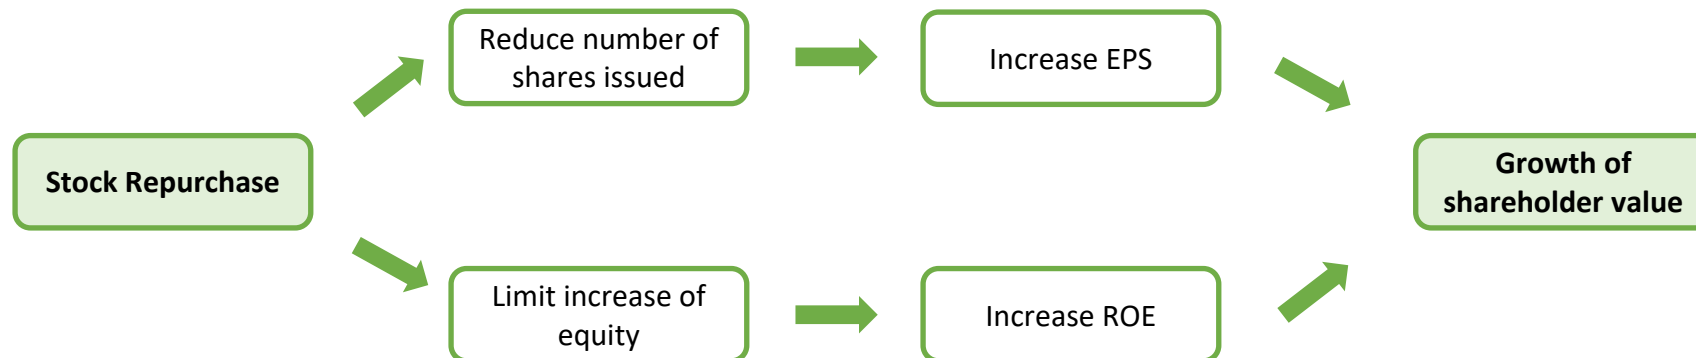 Stock Repurchase
Reduce number of
shares issued
Increase EPS
Limit increase of
equity
Increase ROE
Growth of
shareholder value